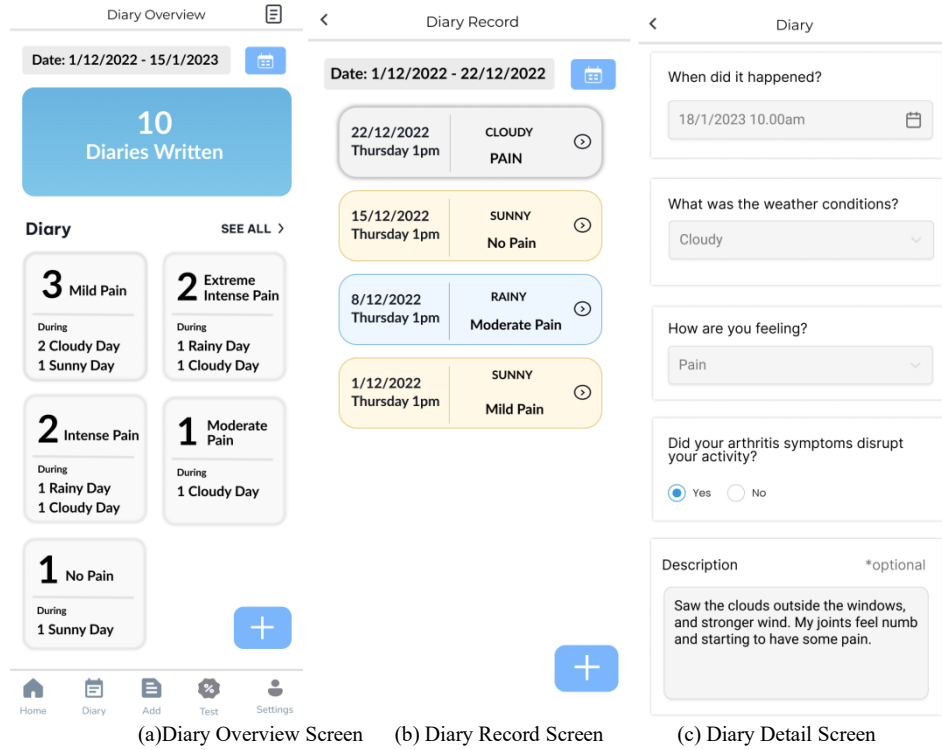 Diary Overview
Date: 1/12/2022 - 15/1/2023
10
Diaries Written
Diary
SEE ALL >
3 Mild Pain
During
2 Cloudy Day
1 Sunny Day
2 Extreme
Intense Pain
During
1 Rainy Day
1 Cloudy Day
2 Intense Pain
During
1 Rainy Day
1 Cloudy Day
1 Moderate
Pain
During
1 Cloudy Day
1 No Pain
During
1 Sunny Day
Home
Diary
Add
Test
Settings
Diary Record
Date: 1/12/2022 - 22/12/2022
22/12/2022
Thursday 1pm
CLOUDY
PAIN
15/12/2022
Thursday 1pm
SUNNY
No Pain
8/12/2022
Thursday 1pm
RAINY
Moderate Pain
1/12/2022
Thursday 1pm
SUNNY
Mild Pain
Diary
When did it happened?
18/1/2023 10.00am
What was the weather conditions?
Cloudy
How are you feeling?
Pain
Did your arthritis symptoms disrupt
your activity?
Yes No
Description *optional
Saw the clouds outside the windows,
and stronger wind. My joints feel numb
and starting to have some pain.
(a)Diary Overview Screen (b) Diary Record Screen (c) Diary Detail Screen